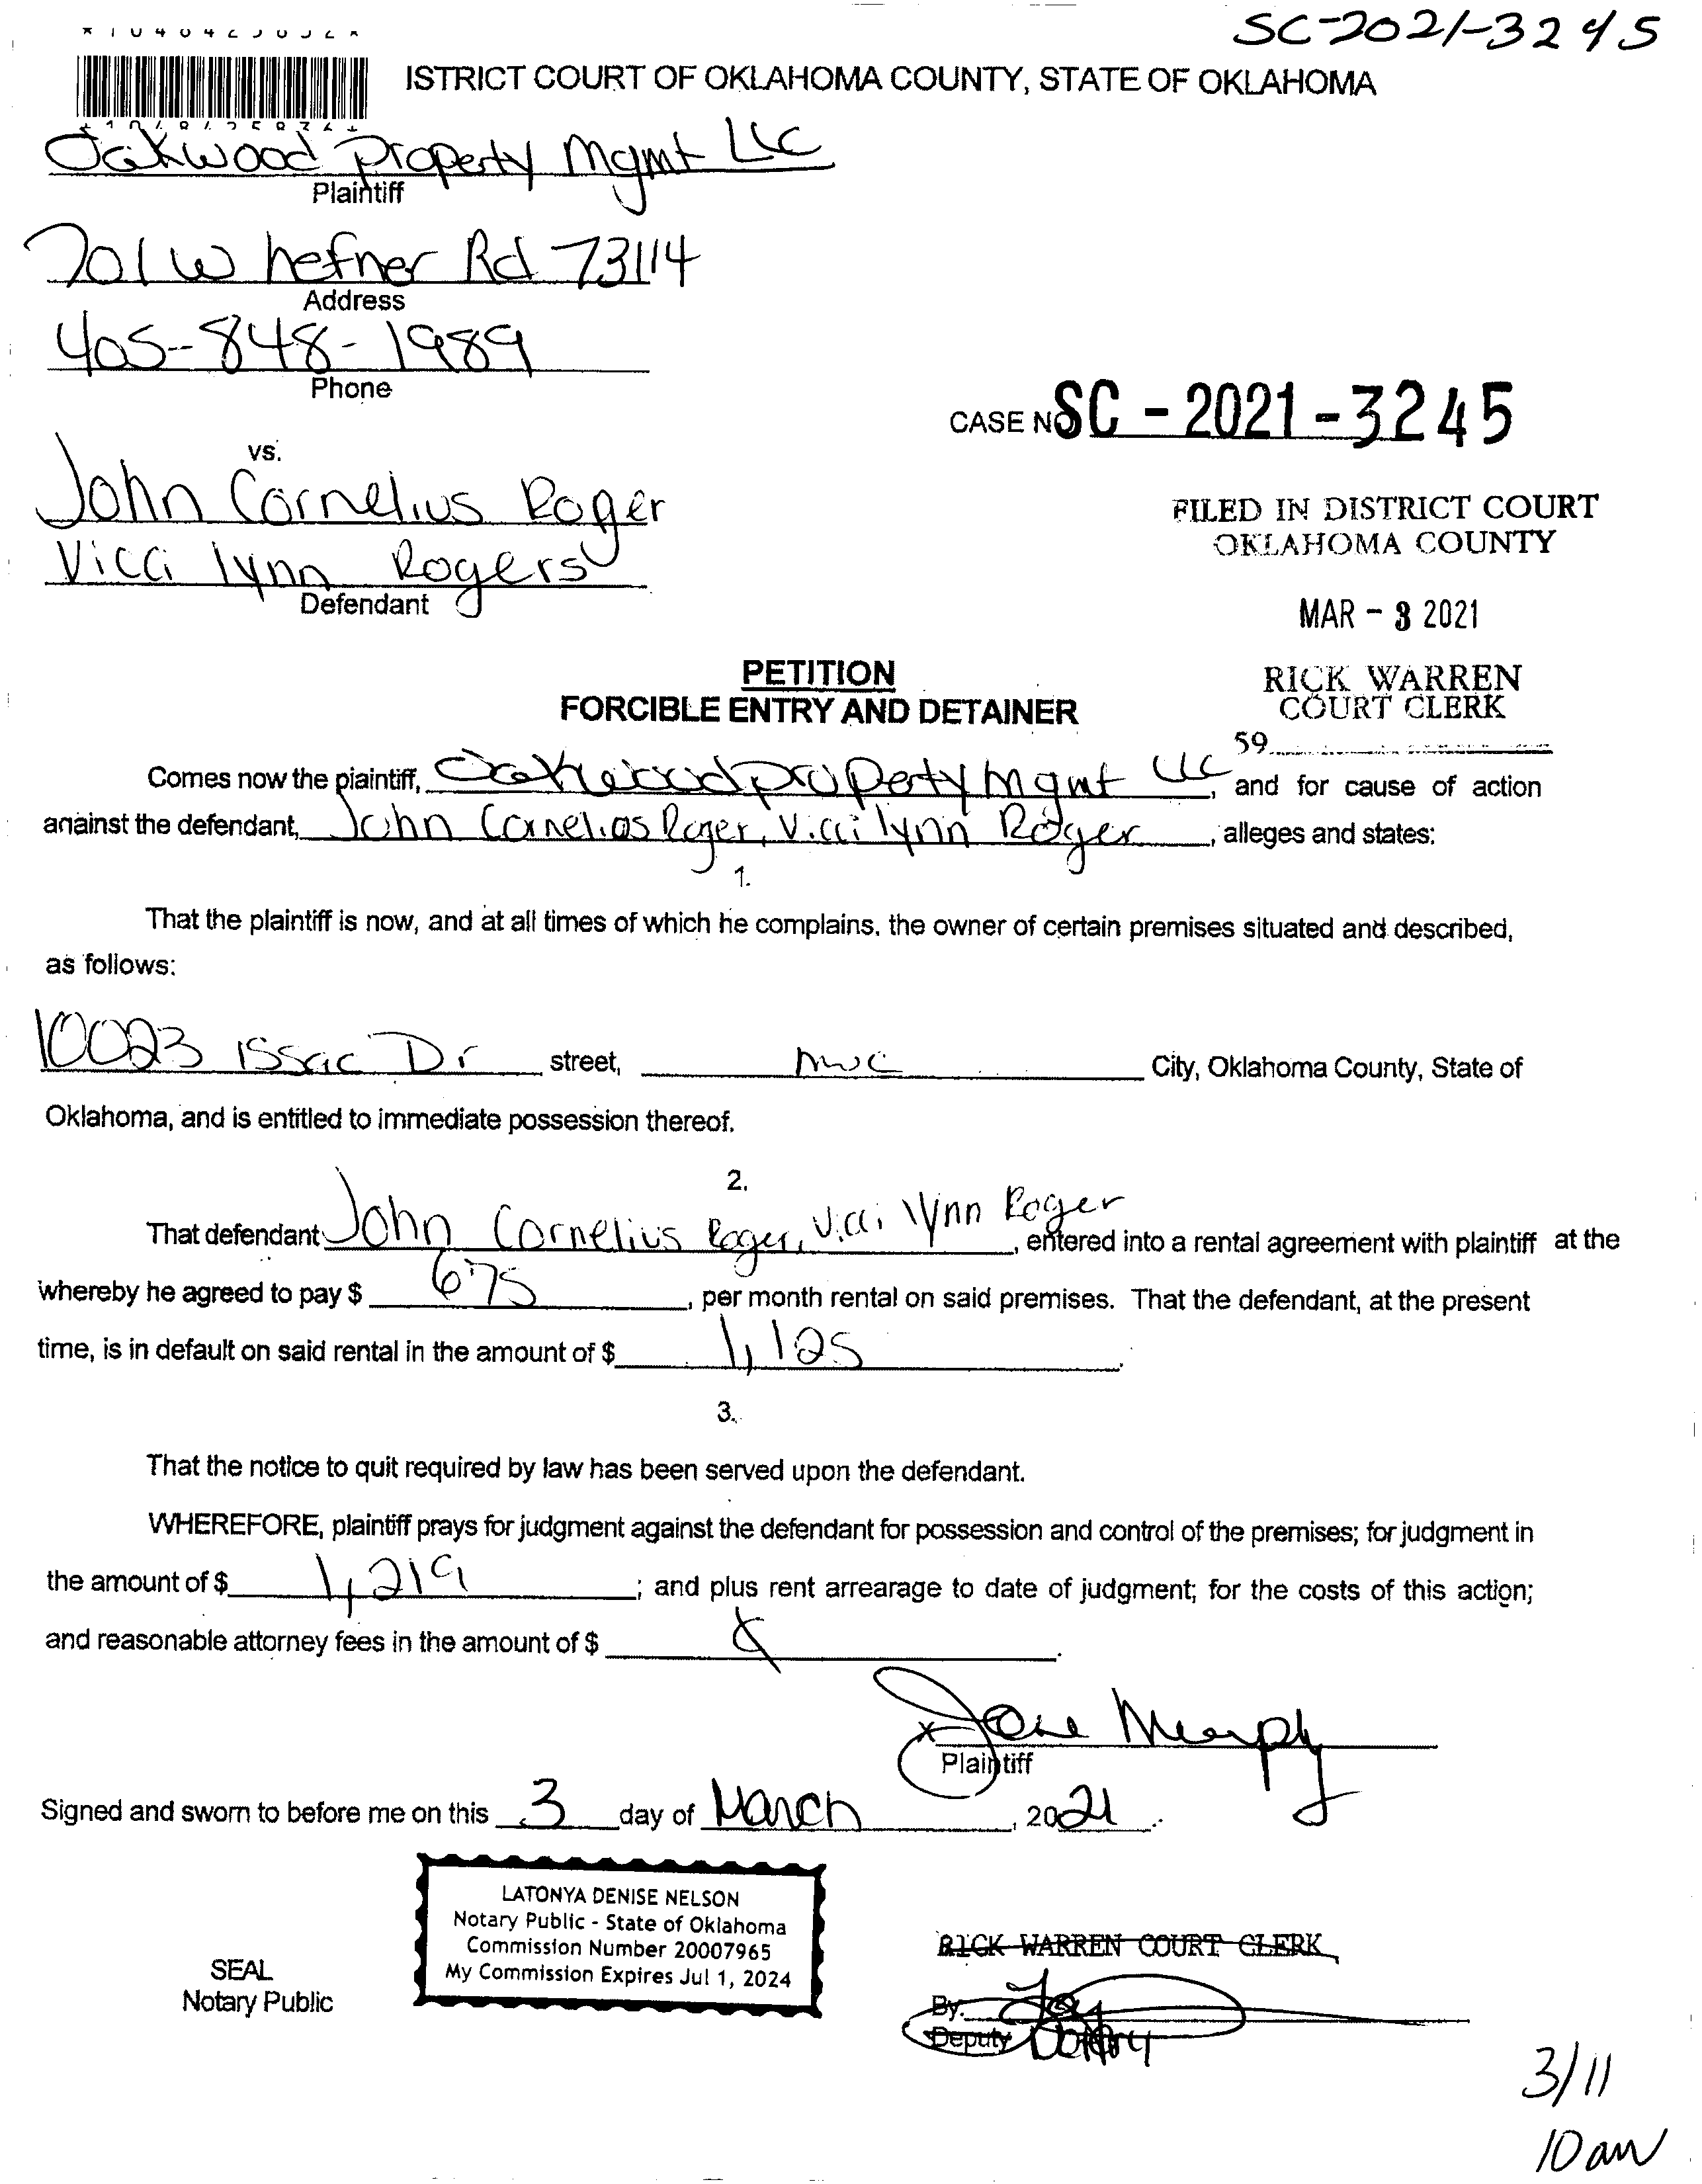 SC-2021-3245
ISTRICT COURT OF OKLAHOMA COUNTY, STATE OF OKLAHOMA
Oakwood Property Mgmt LLC
Plaintiff
701 W hefner Rd 73114
Address
405-848-1989
Phone
CASE NO SC - 2021 - 3245
vs.
John Cornelius Roger
Vicci lynn Rogers
Defendant
FILED IN DISTRICT COURT
OKLAHOMA COUNTY
MAR - 3 2021
RICK WARREN
COURT CLERK
59
PETITION
FORCIBLE ENTRY AND DETAINER
Comes now the plaintiff, Oakwood property Mgmt LLC, and for cause of action
against the defendant, John Cornelias Roger, Vicci lynn Roger, alleges and states:
1.
That the plaintiff is now, and at all times of which he complains, the owner of certain premises situated and described,
as follows:
10023 issac Dr street, mwc City, Oklahoma County, State of
Oklahoma, and is entitled to immediate possession thereof.
2.
That defendant John Cornelius Roger, Vicci lynn Roger, entered into a rental agreement with plaintiff at the
whereby he agreed to pay $ 675, per month rental on said premises. That the defendant, at the present
time, is in default on said rental in the amount of $ 1,125.
3.
That the notice to quit required by law has been served upon the defendant.
WHEREFORE, plaintiff prays for judgment against the defendant for possession and control of the premises; for judgment in
the amount of $ 1,219; and plus rent arrearage to date of judgment; for the costs of this action;
and reasonable attorney fees in the amount of $
x Jane Murphy
Plaintiff
Signed and sworn to before me on this 3 day of March, 2021.
LATONYA DENISE NELSON
Notary Public - State of Oklahoma
Commission Number 20007965
My Commission Expires Jul 1, 2024
SEAL
Notary Public
RICK WARREN COURT CLERK
By:
Deputy Notary
3/11
10 am